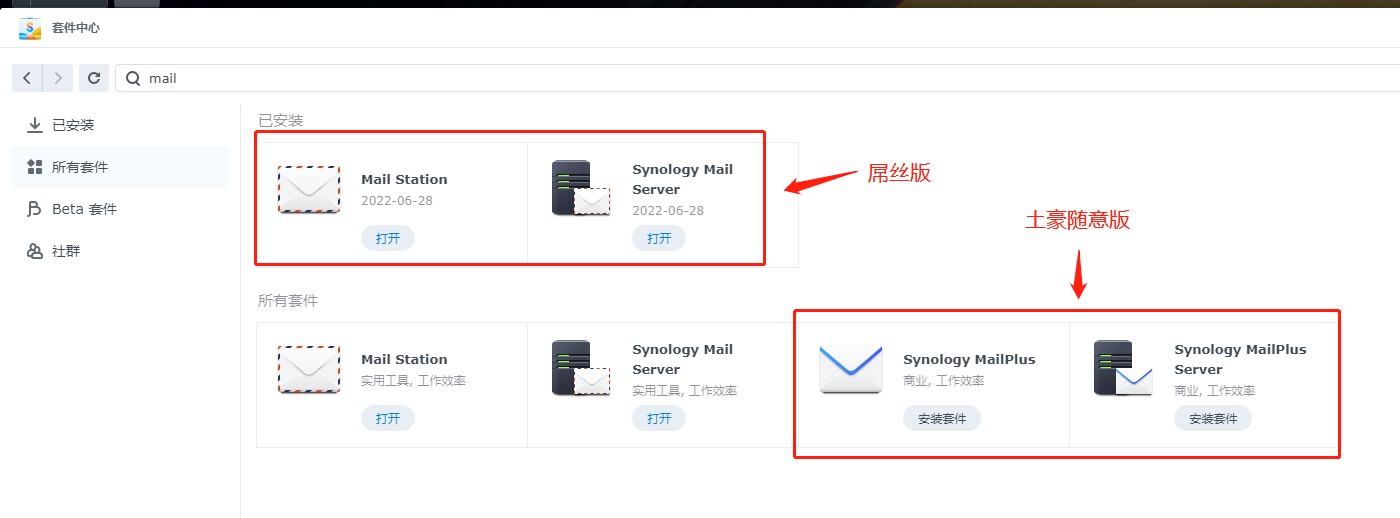 套件中心
mail
已安装
所有套件
Beta 套件
社群
已安装
Mail Station
2022-06-28
打开
Synology Mail
Server
2022-06-28
打开
屌丝版
土豪随意版
所有套件
Mail Station
实用工具, 工作效率
打开
Synology Mail
Server
实用工具, 工作效率
打开
Synology MailPlus
商业, 工作效率
安装套件
Synology MailPlus
Server
商业, 工作效率
安装套件